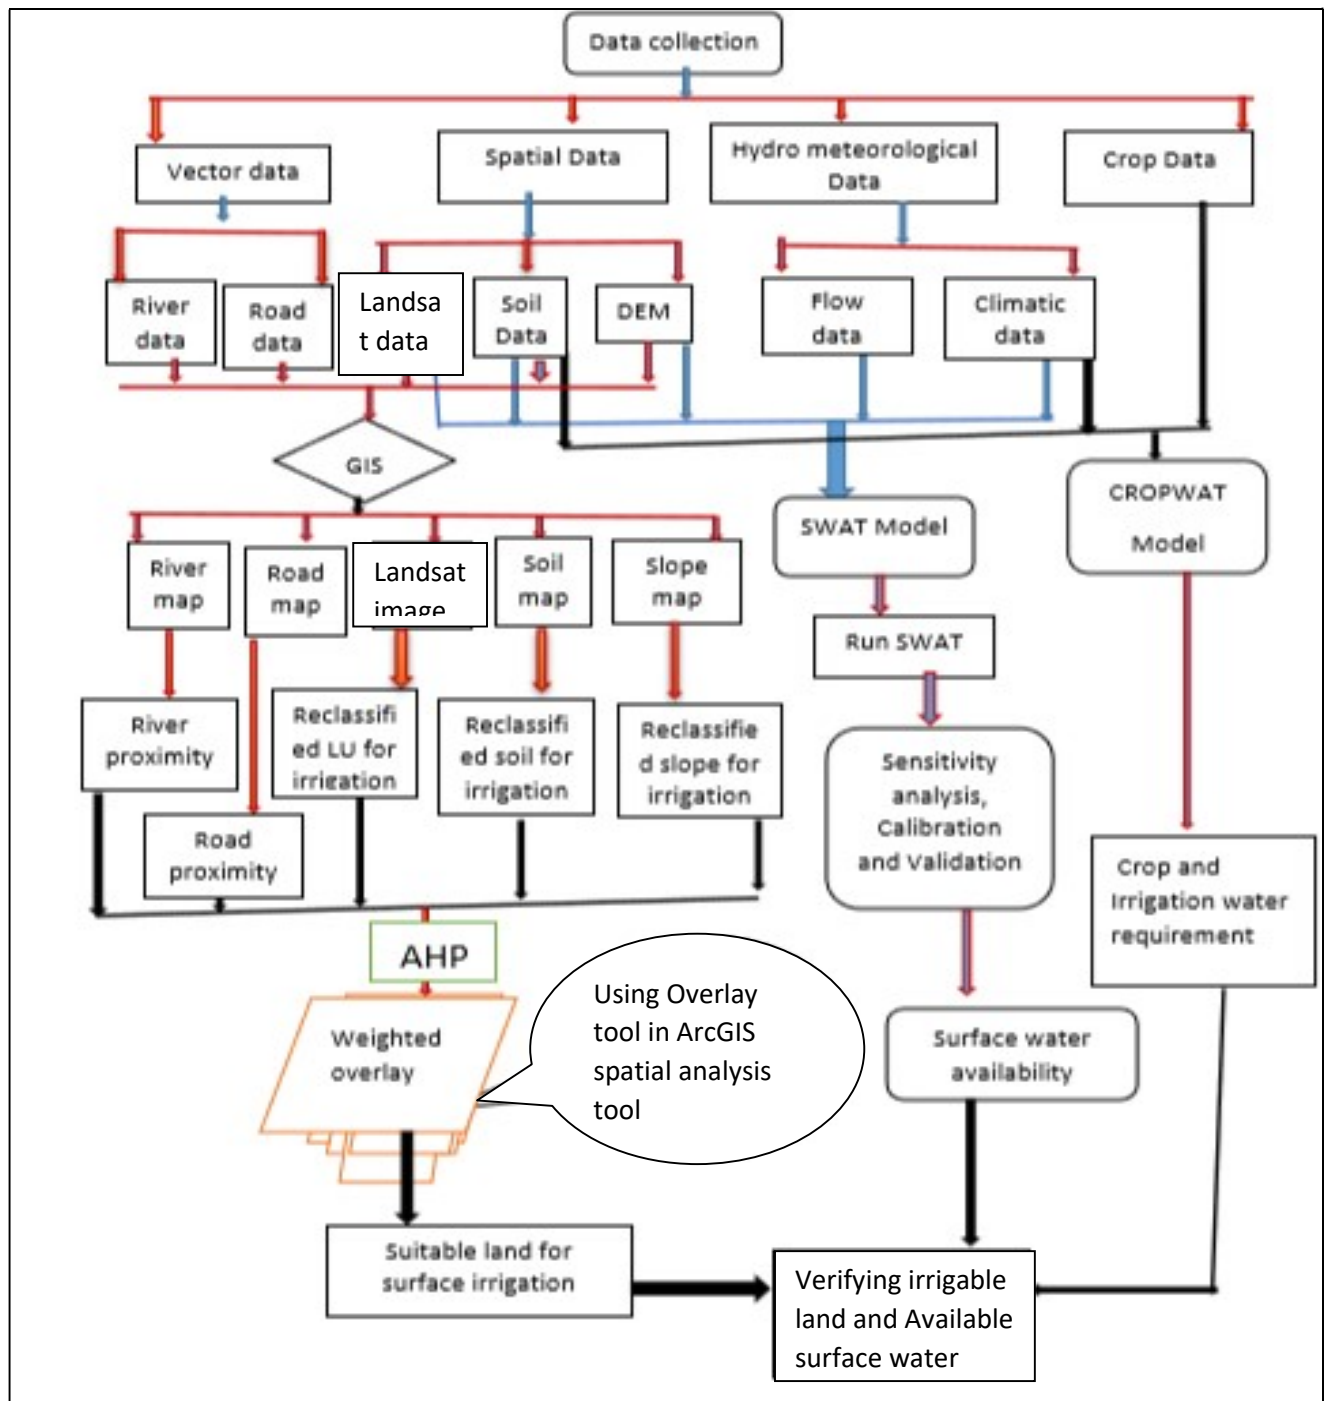 Data collection
Vector data
Spatial Data
Hydro meteorological
Data
Crop Data
River
data
Road
data
Landsa
t data
Soil
Data
DEM
Flow
data
Climatic
data
GIS
SWAT Model
CROPWAT
Model
River
map
Road
map
Landsat
image
Soil
map
Slope
map
Run SWAT
River
proximity
Reclassifi
ed LU for
irrigation
Reclassifi
ed soil for
irrigation
Reclassifie
d slope for
irrigation
Sensitivity
analysis,
Calibration
and Validation
Road
proximity
Crop and
Irrigation water
requirement
AHP
Weighted
overlay
Using Overlay
tool in ArcGIS
spatial analysis
tool
Surface water
availability
Suitable land for
surface irrigation
Verifying irrigable
land and Available
surface water